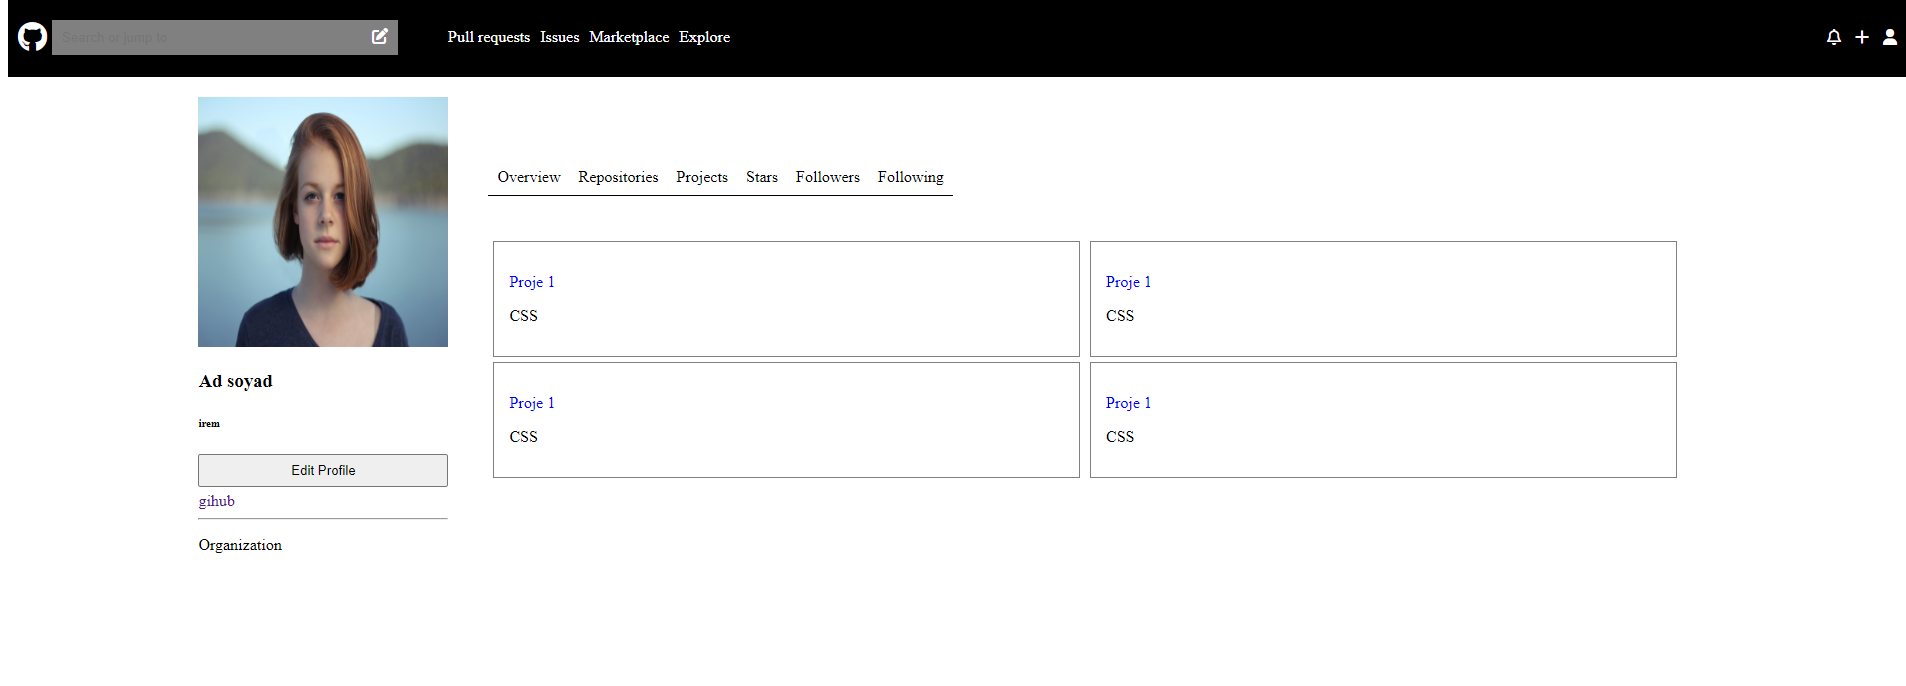 Search or jump to
Pull requests Issues Marketplace Explore
Overview Repositories Projects Stars Followers Following
Proje 1
CSS
Proje 1
CSS
Proje 1
CSS
Proje 1
CSS
Ad soyad
irem
Edit Profile
gihub
Organization